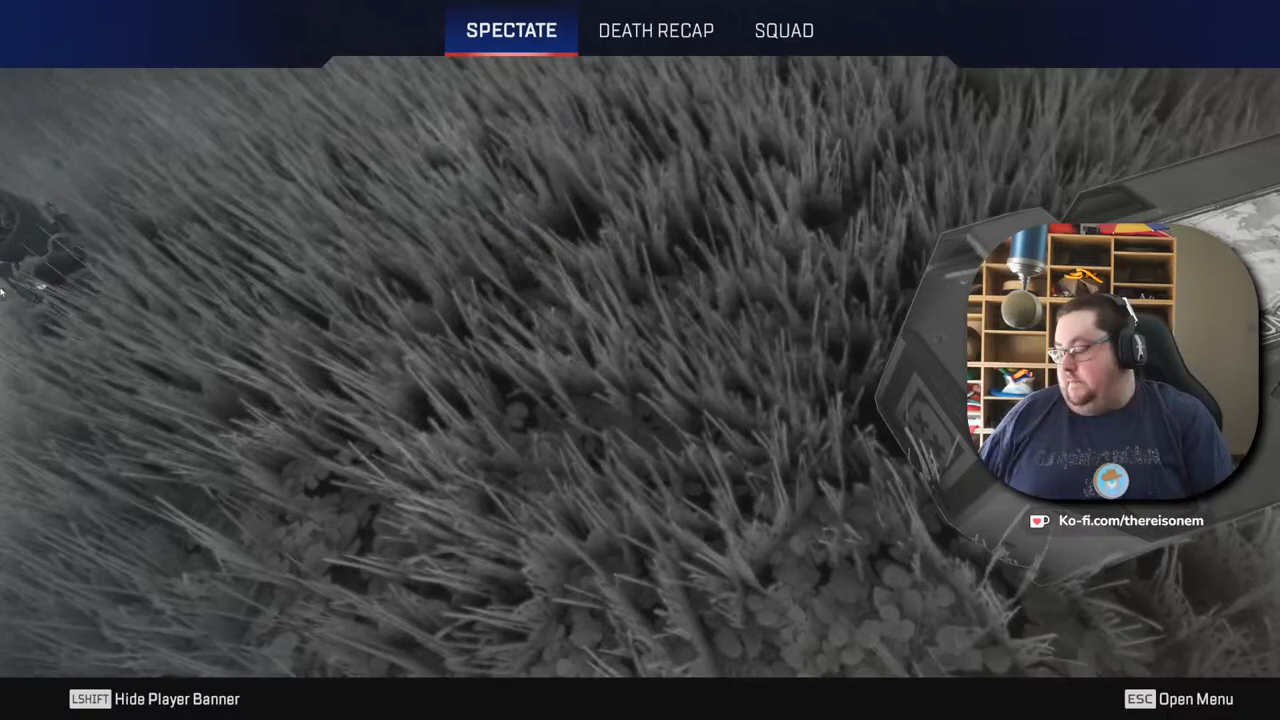 SPECTATE DEATH RECAP SQUAD
Ko-fi.com/thereisonem
LSHIFT Hide Player Banner
ESC Open Menu